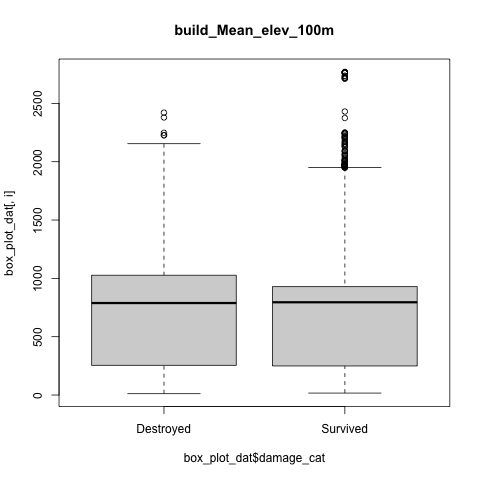 build_Mean_elev_100m
box_plot_dat[, i]
2500
2000
1500
1000
500
0
Destroyed
Survived
box_plot_dat$damage_cat